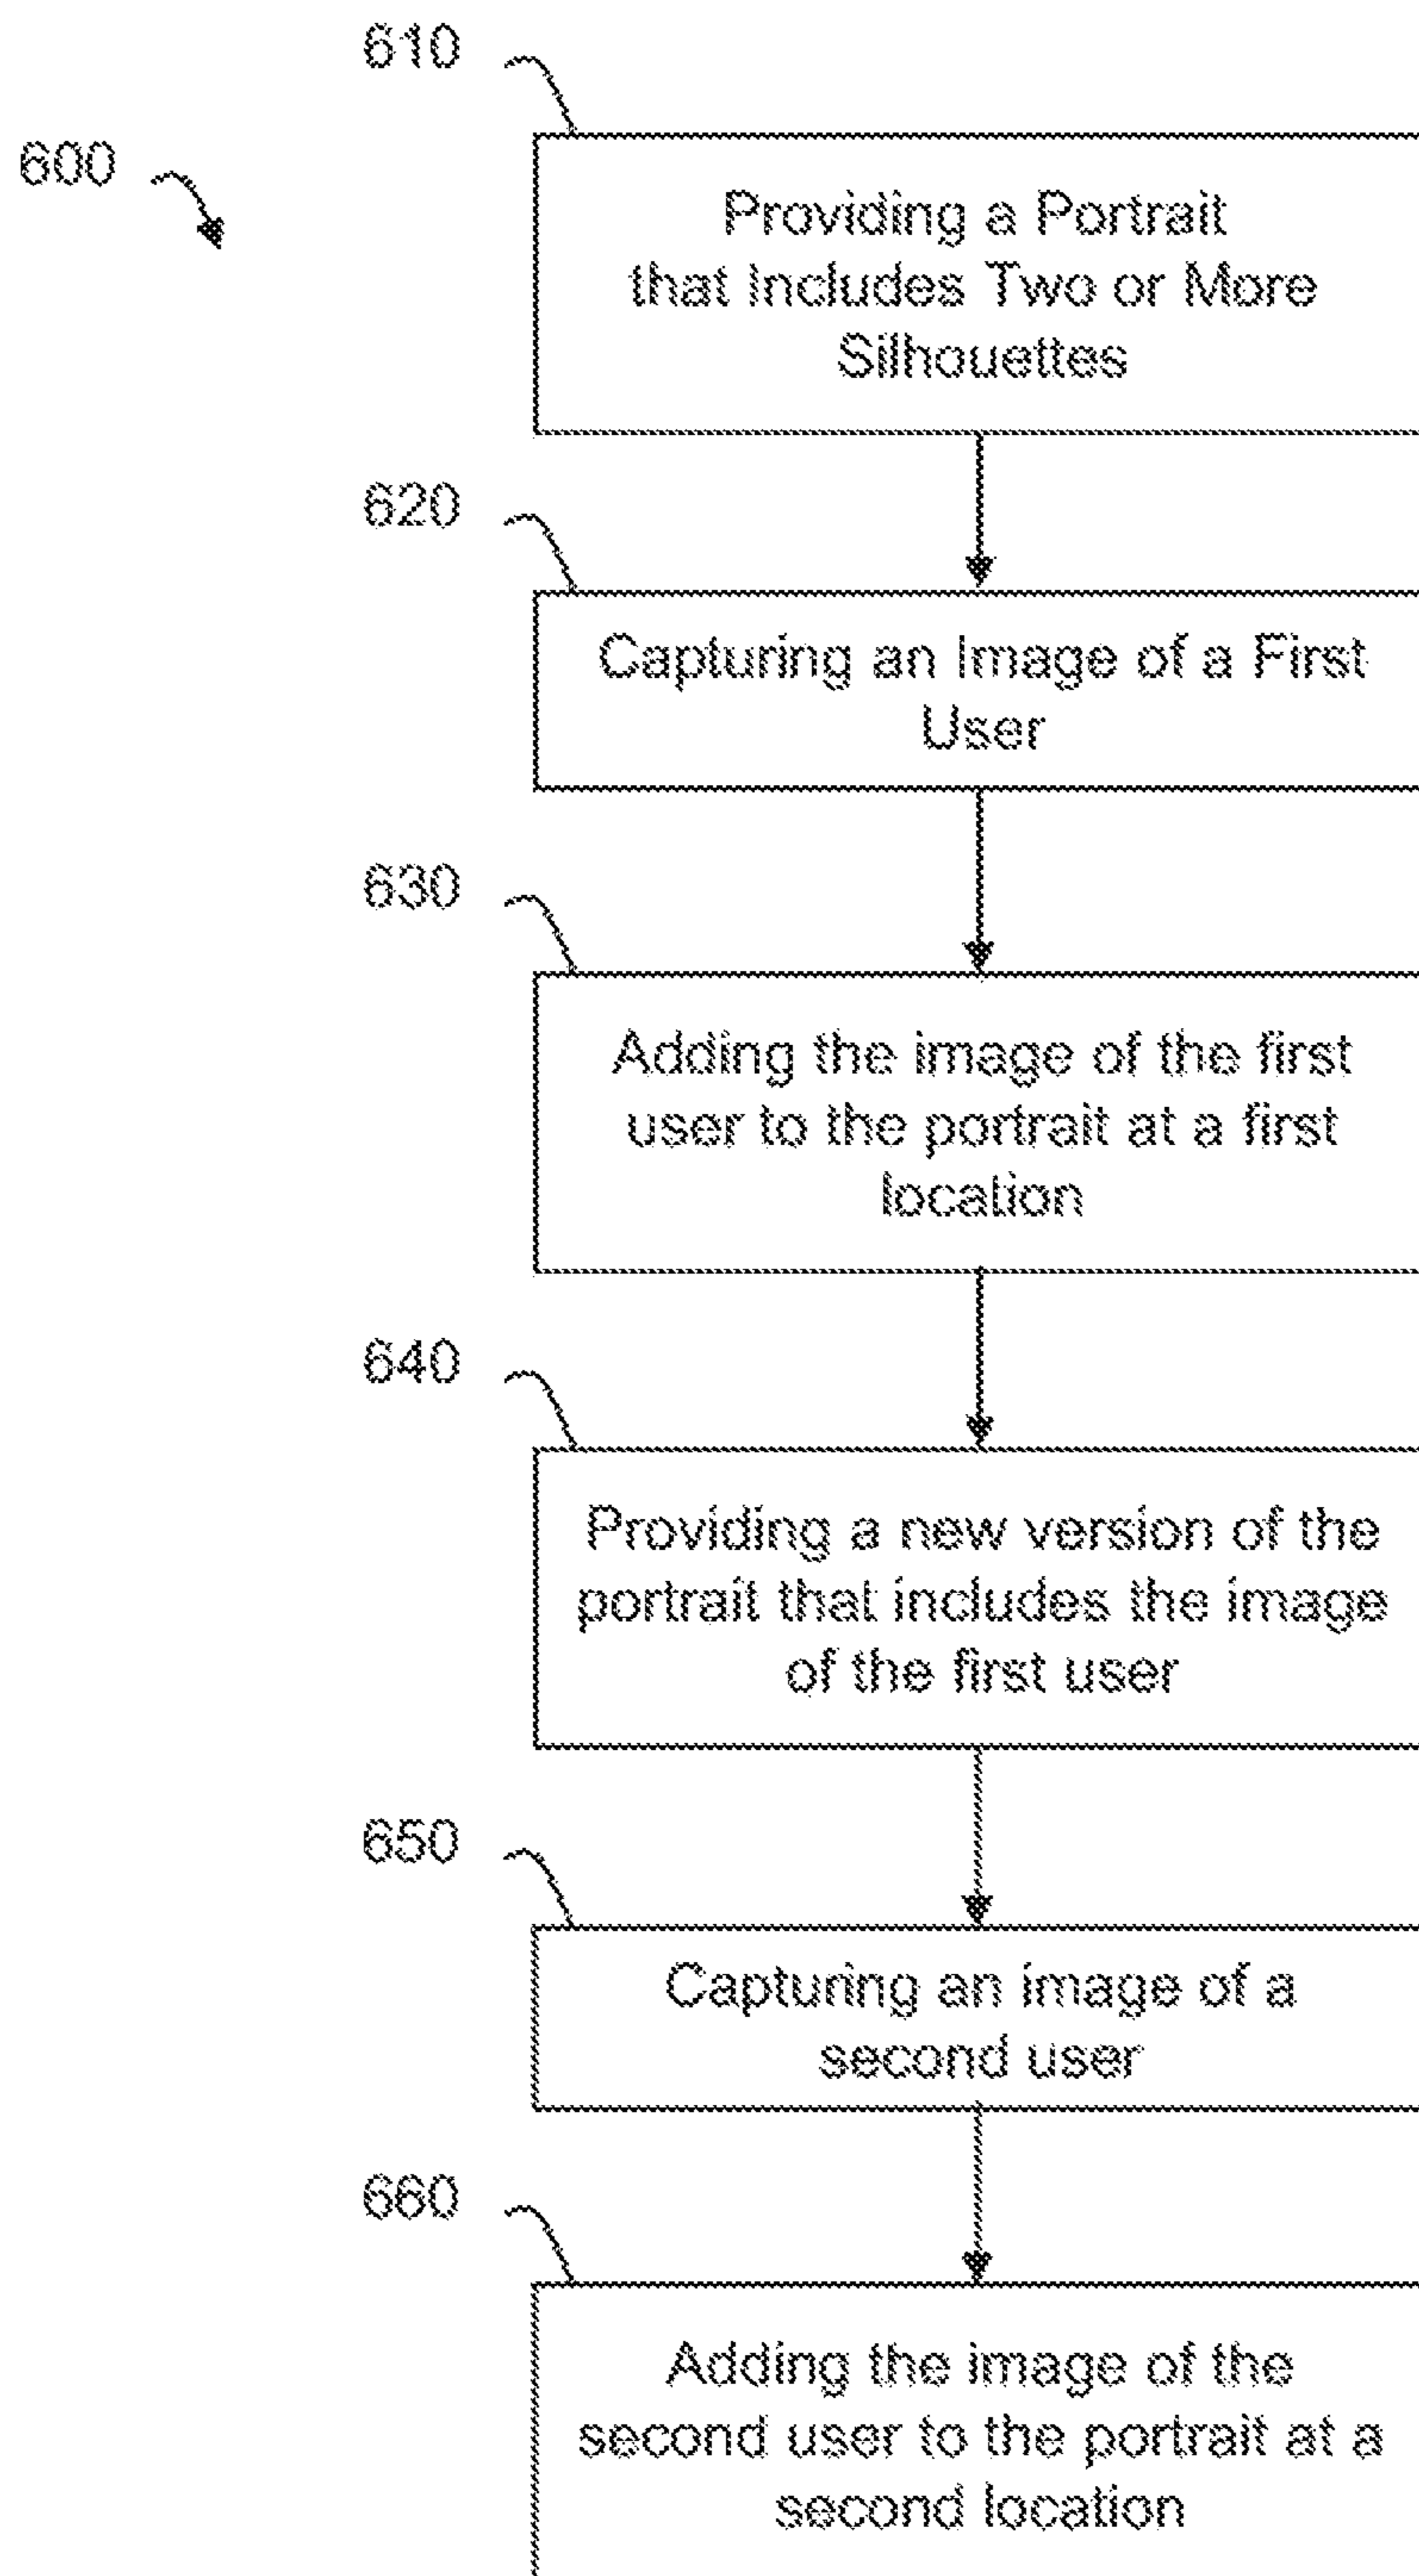 610
600
Providing a Portrait
that Includes Two or More
Silhouettes
620
Capturing an Image of a First
User
630
Adding the image of the first
user to the portrait at a first
location
640
Providing a new version of the
portrait that includes the image
of the first user
650
Capturing an image of a
second user
660
Adding the image of the
second user to the portrait at a
second location